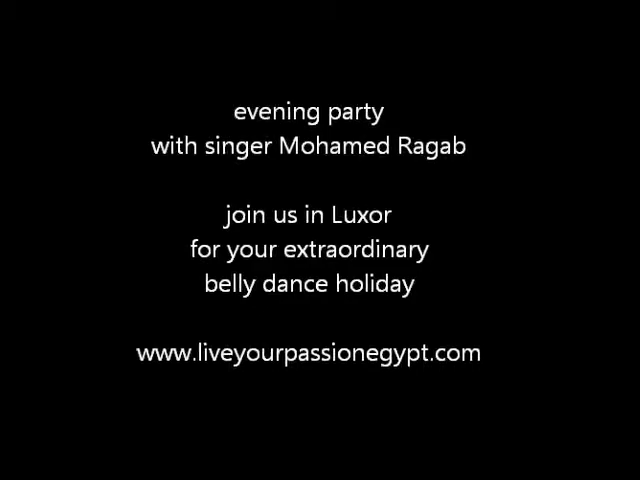 evening party
with singer Mohamed Ragab
join us in Luxor
for your extraordinary
belly dance holiday
www.liveyourpassionegypt.com